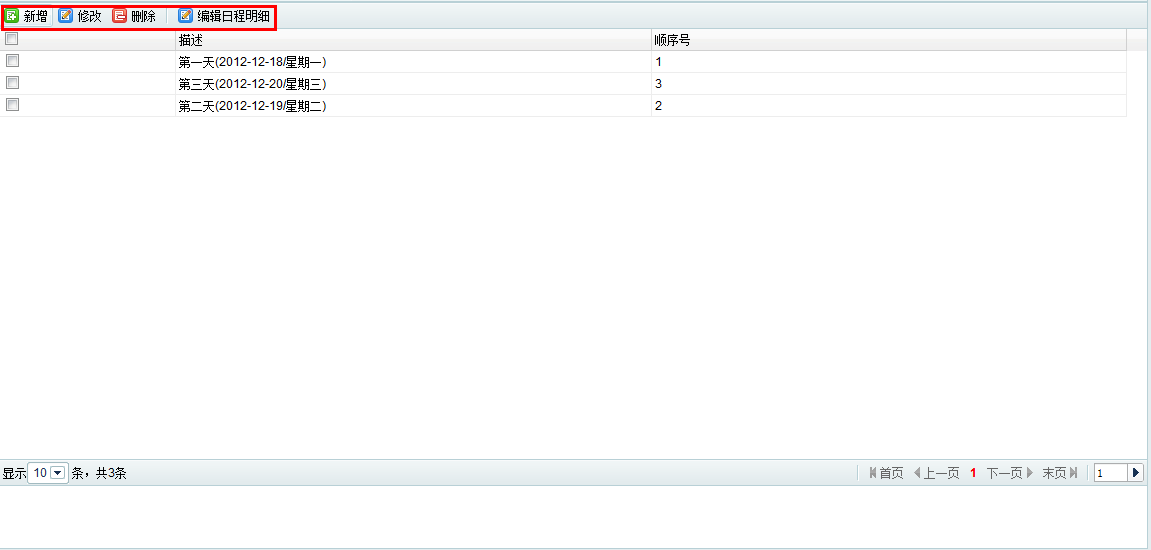 新增 修改 删除 编辑日程明细
描述 顺序号
第一天(2012-12-18/星期一) 1
第三天(2012-12-20/星期三) 3
第二天(2012-12-19/星期二) 2
显示 10 条，共3条 首页 上一页 1 下一页 末页 1